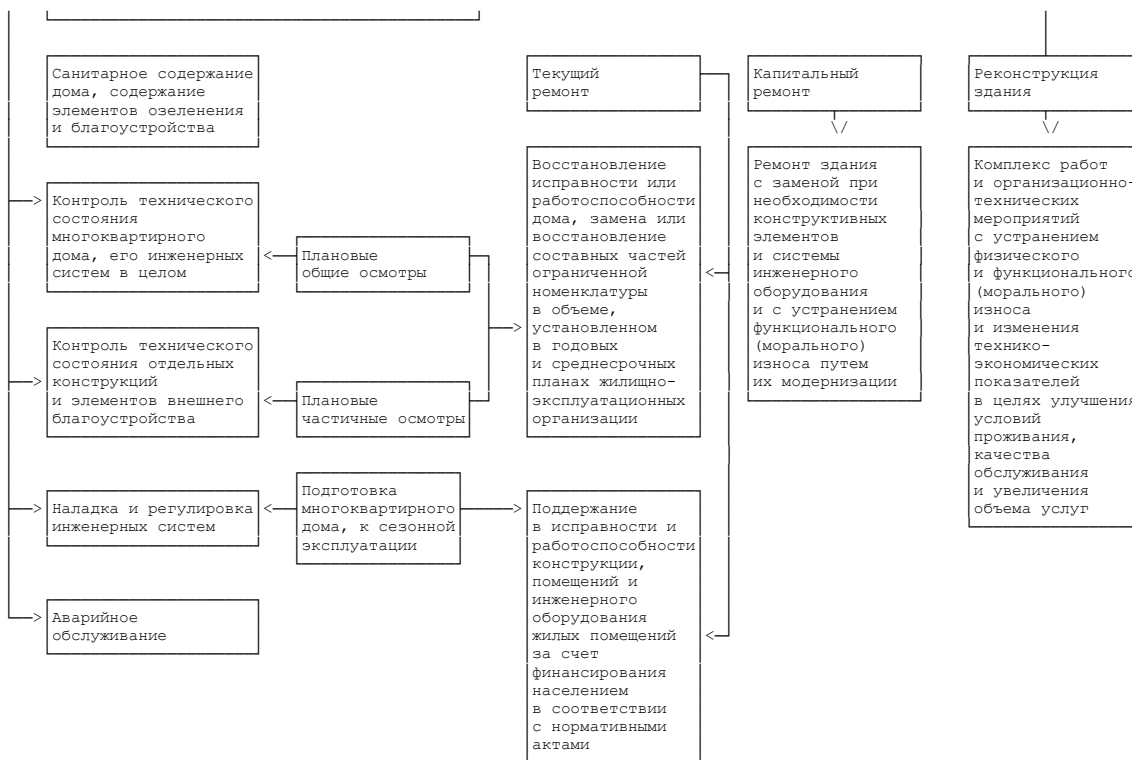 Санитарное содержание
дома, содержание
элементов озеленения
и благоустройства
Текущий
ремонт
Капитальный
ремонт
Реконструкция
здания
Контроль технического
состояния
многоквартирного
дома, его инженерных
систем в целом
Плановые
общие осмотры
Восстановление
исправности или
работоспособности
дома, замена или
восстановление
составных частей
ограниченной
номенклатуры
в объеме,
установленном
в годовых
и среднесрочных
планах жилищно-
эксплуатационных
организации
Ремонт здания
с заменой при
необходимости
конструктивных
элементов
и системы
инженерного
оборудования
и с устранением
функционального
(морального)
износа путем
их модернизации
Комплекс работ
и организационно-
технических
мероприятий
с устранением
физического
и функционального
(морального)
износа
и изменения
технико-
экономических
показателей
в целях улучшения
условий
проживания,
качества
обслуживания
и увеличения
объема услуг
Контроль технического
состояния отдельных
конструкций
и элементов внешнего
благоустройства
Плановые
частичные осмотры
Наладка и регулировка
инженерных систем
Подготовка
многоквартирного
дома, к сезонной
эксплуатации
Поддержание
в исправности и
работоспособности
конструкции,
помещений и
инженерного
оборудования
жилых помещений
за счет
финансирования
населением
в соответствии
с нормативными
актами
Аварийное
обслуживание